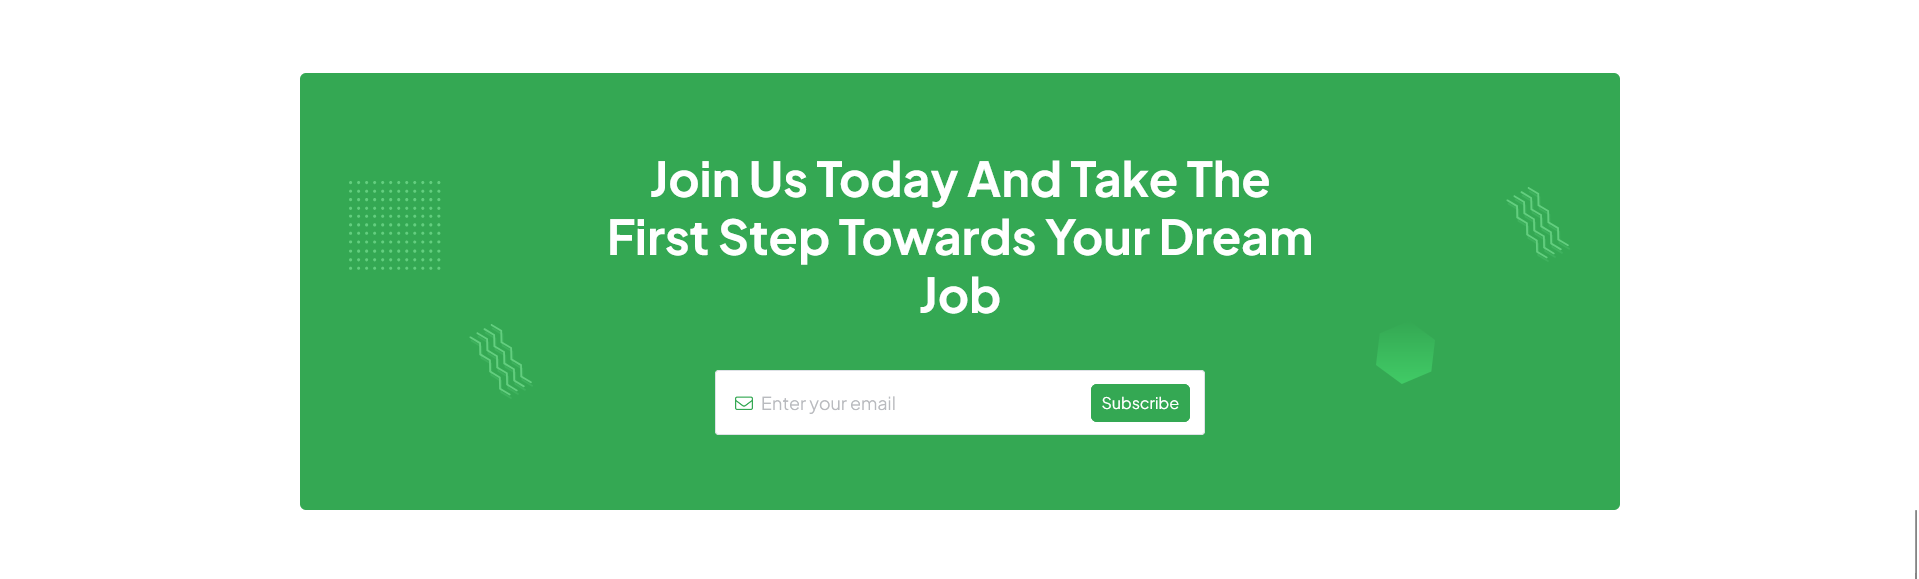 Join Us Today And Take The
First Step Towards Your Dream
Job
Enter your email
Subscribe